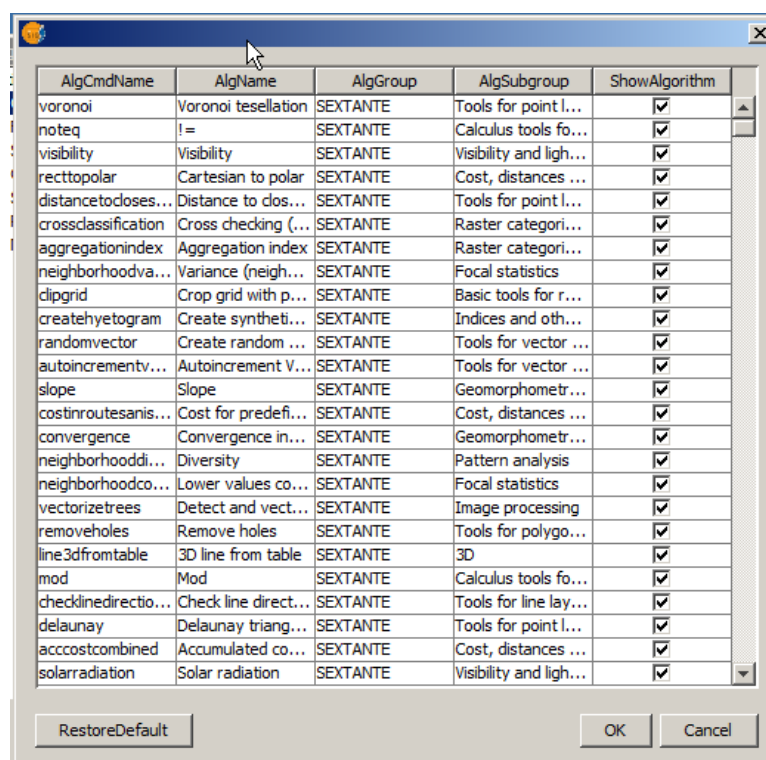 AlgCmdName AlgName AlgGroup AlgSubgroup ShowAlgorithm
voronoi Voronoi tesellation SEXTANTE Tools for point l...
noteq != SEXTANTE Calculus tools fo...
visibility Visibility SEXTANTE Visibility and ligh...
recttopolar Cartesian to polar SEXTANTE Cost, distances ...
distancetocloses... Distance to clos... SEXTANTE Tools for point l...
crossclassification Cross checking (... SEXTANTE Raster categori...
aggregationindex Aggregation index SEXTANTE Raster categori...
neighborhoodva... Variance (neigh... SEXTANTE Focal statistics
clipgrid Crop grid with p... SEXTANTE Basic tools for r...
createhyetogram Create syntheti... SEXTANTE Indices and oth...
randomvector Create random ... SEXTANTE Tools for vector ...
autoincrementv... Autoincrement V... SEXTANTE Tools for vector ...
slope Slope SEXTANTE Geomorphometr...
costinroutesanis... Cost for predefi... SEXTANTE Cost, distances ...
convergence Convergence in... SEXTANTE Geomorphometr...
neighborhooddi... Diversity SEXTANTE Pattern analysis
neighborhoodco... Lower values co... SEXTANTE Focal statistics
vectorizetrees Detect and vect... SEXTANTE Image processing
removeholes Remove holes SEXTANTE Tools for polygo...
line3dfromtable 3D line from table SEXTANTE 3D
mod Mod SEXTANTE Calculus tools fo...
checklinedirectio... Check line direct... SEXTANTE Tools for line lay...
delaunay Delaunay triang... SEXTANTE Tools for point l...
acccostcombined Accumulated co... SEXTANTE Cost, distances ...
solarradiation Solar radiation SEXTANTE Visibility and ligh...
RestoreDefault OK Cancel